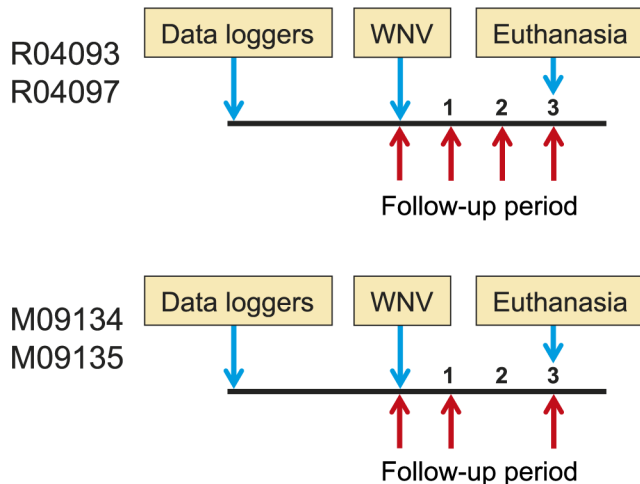 Data loggers WNV Euthanasia
R04093
R04097
1 2 3
Follow-up period
Data loggers WNV Euthanasia
M09134
M09135
1 2 3
Follow-up period